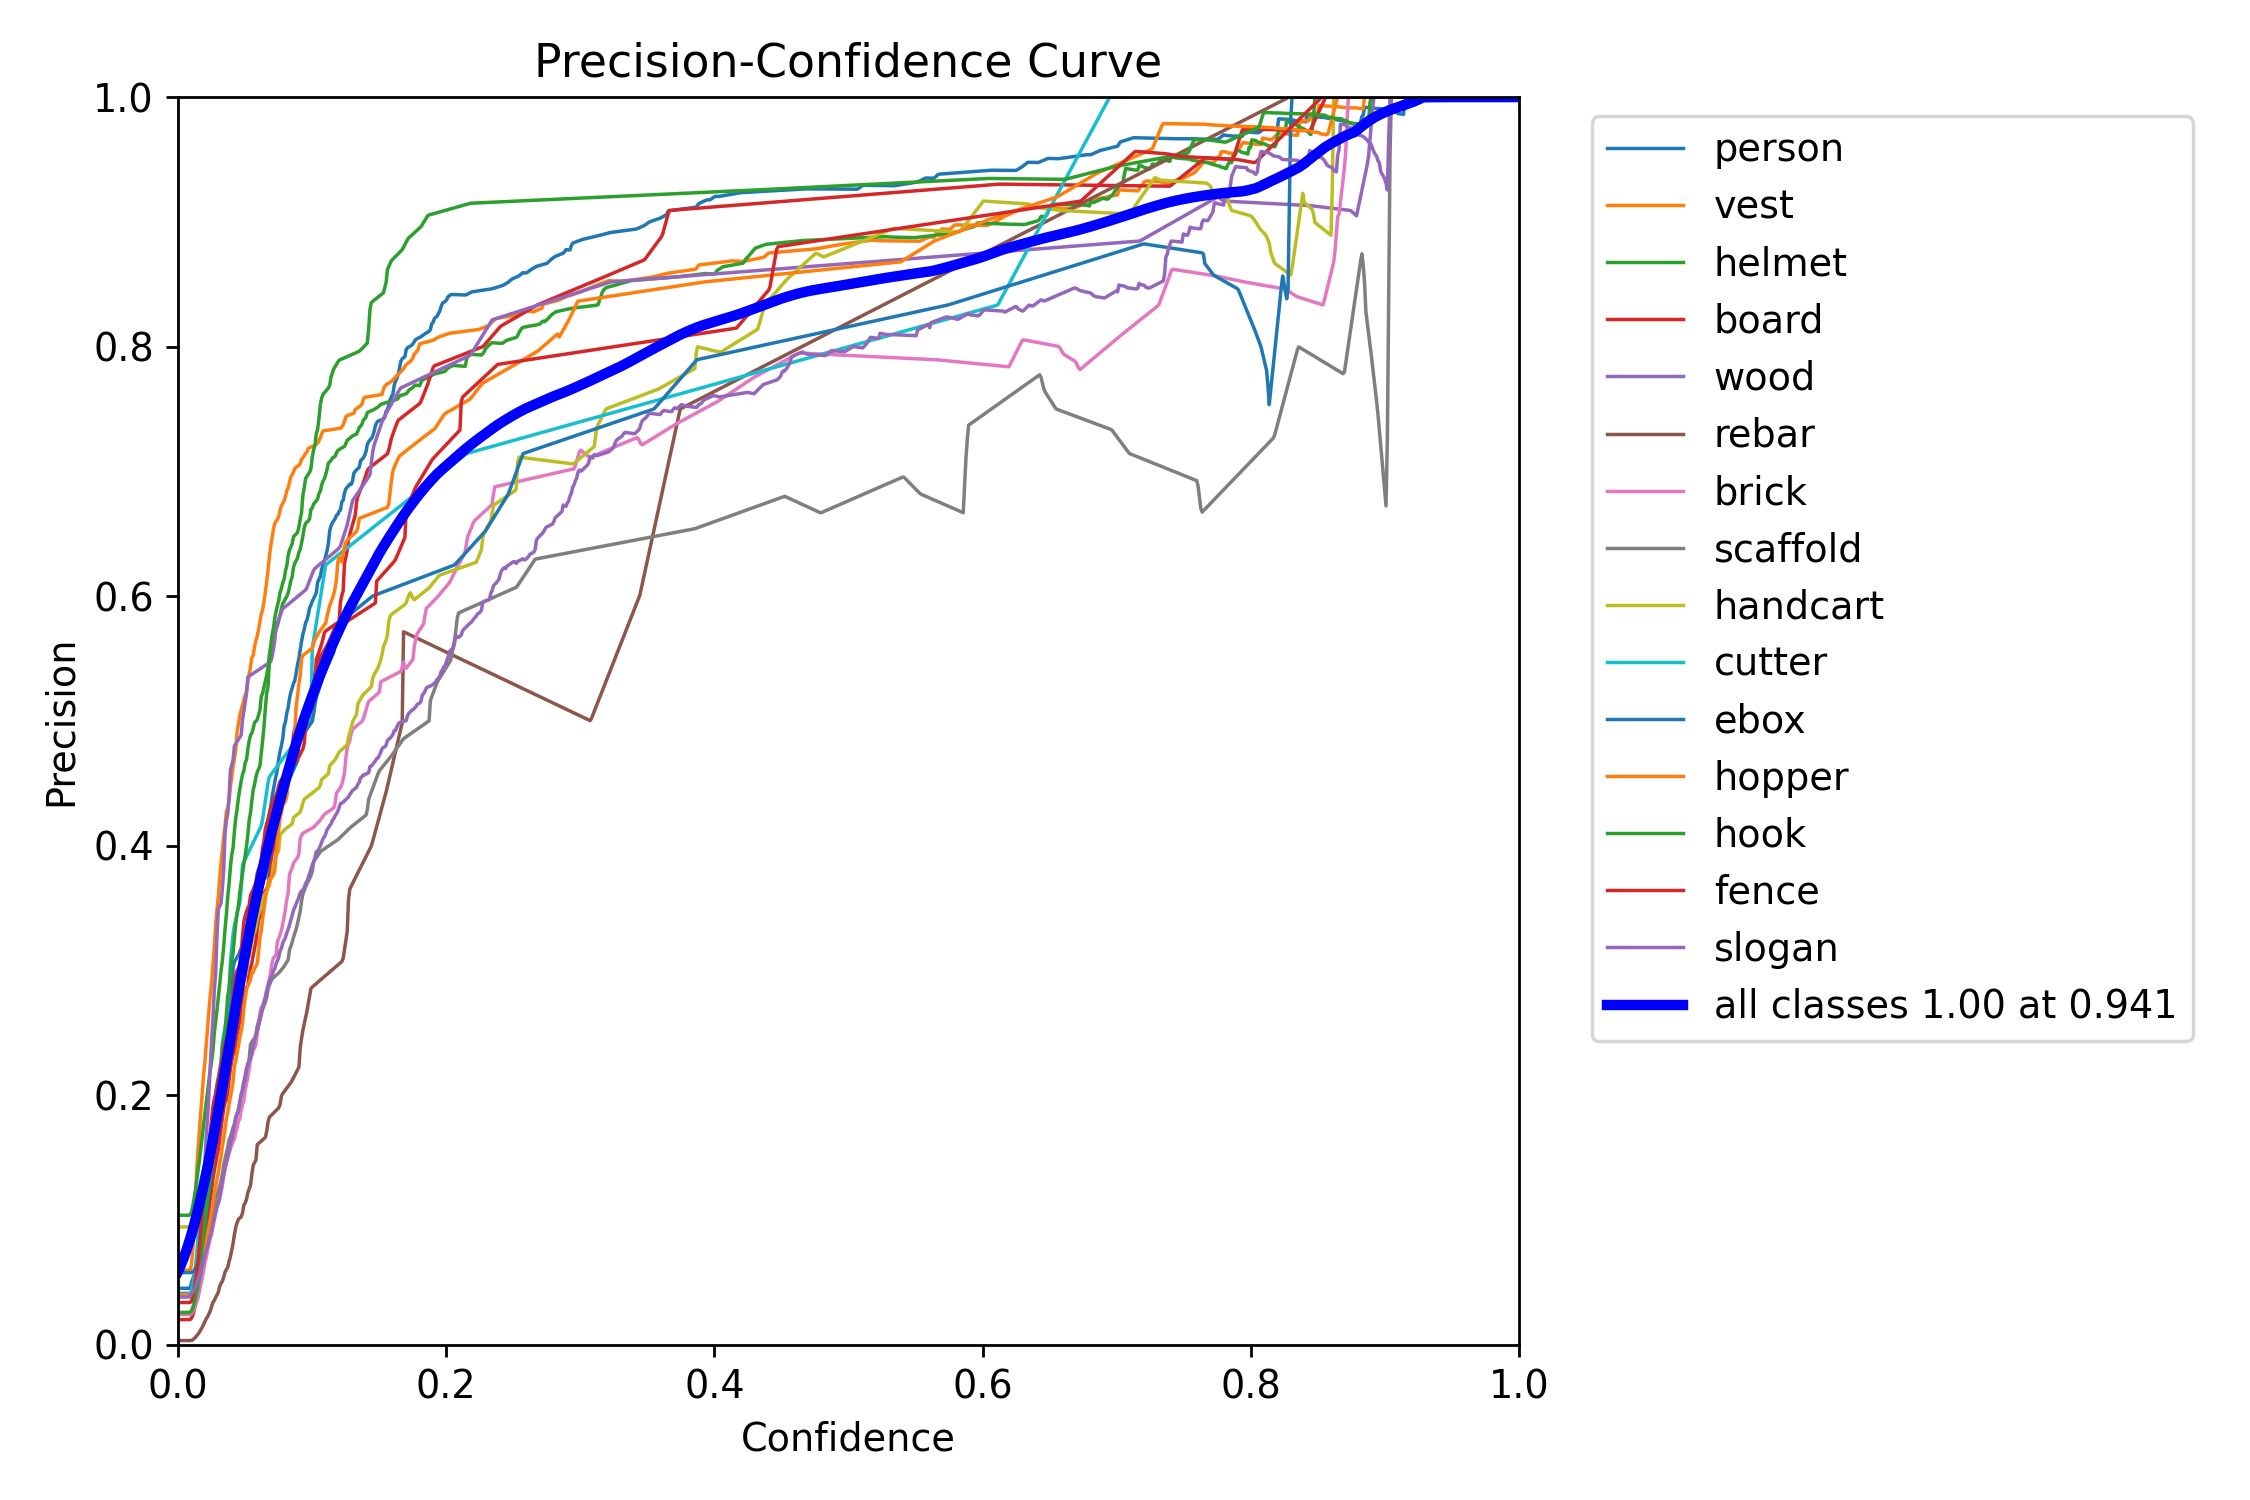 Precision-Confidence Curve
1.0
0.8
0.6
0.4
0.2
0.0
Precision
0.0 0.2 0.4 0.6 0.8 1.0
Confidence
person
vest
helmet
board
wood
rebar
brick
scaffold
handcart
cutter
ebox
hopper
hook
fence
slogan
all classes 1.00 at 0.941